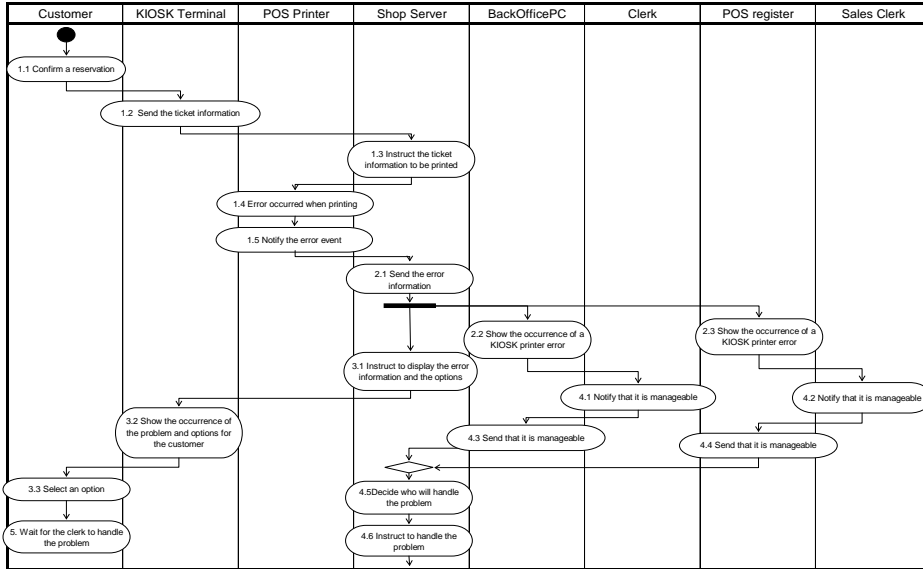 Customer
KIOSK Terminal
POS Printer
Shop Server
BackOfficePC
Clerk
POS register
Sales Clerk
1.1 Confirm a reservation
1.2 Send the ticket information
1.3 Instruct the ticket
information to be printed
1.4 Error occurred when printing
1.5 Notify the error event
2.1 Send the error
information
2.2 Show the occurrence of a
KIOSK printer error
2.3 Show the occurrence of a
KIOSK printer error
3.1 Instruct to display the error
information and the options
4.1 Notify that it is manageable
4.2 Notify that it is manageable
3.2 Show the occurrence of
the problem and options for
the customer
4.3 Send that it is manageable
4.4 Send that it is manageable
3.3 Select an option
4.5Decide who will handle
the problem
5. Wait for the clerk to handle
the problem
4.6 Instruct to handle the
problem